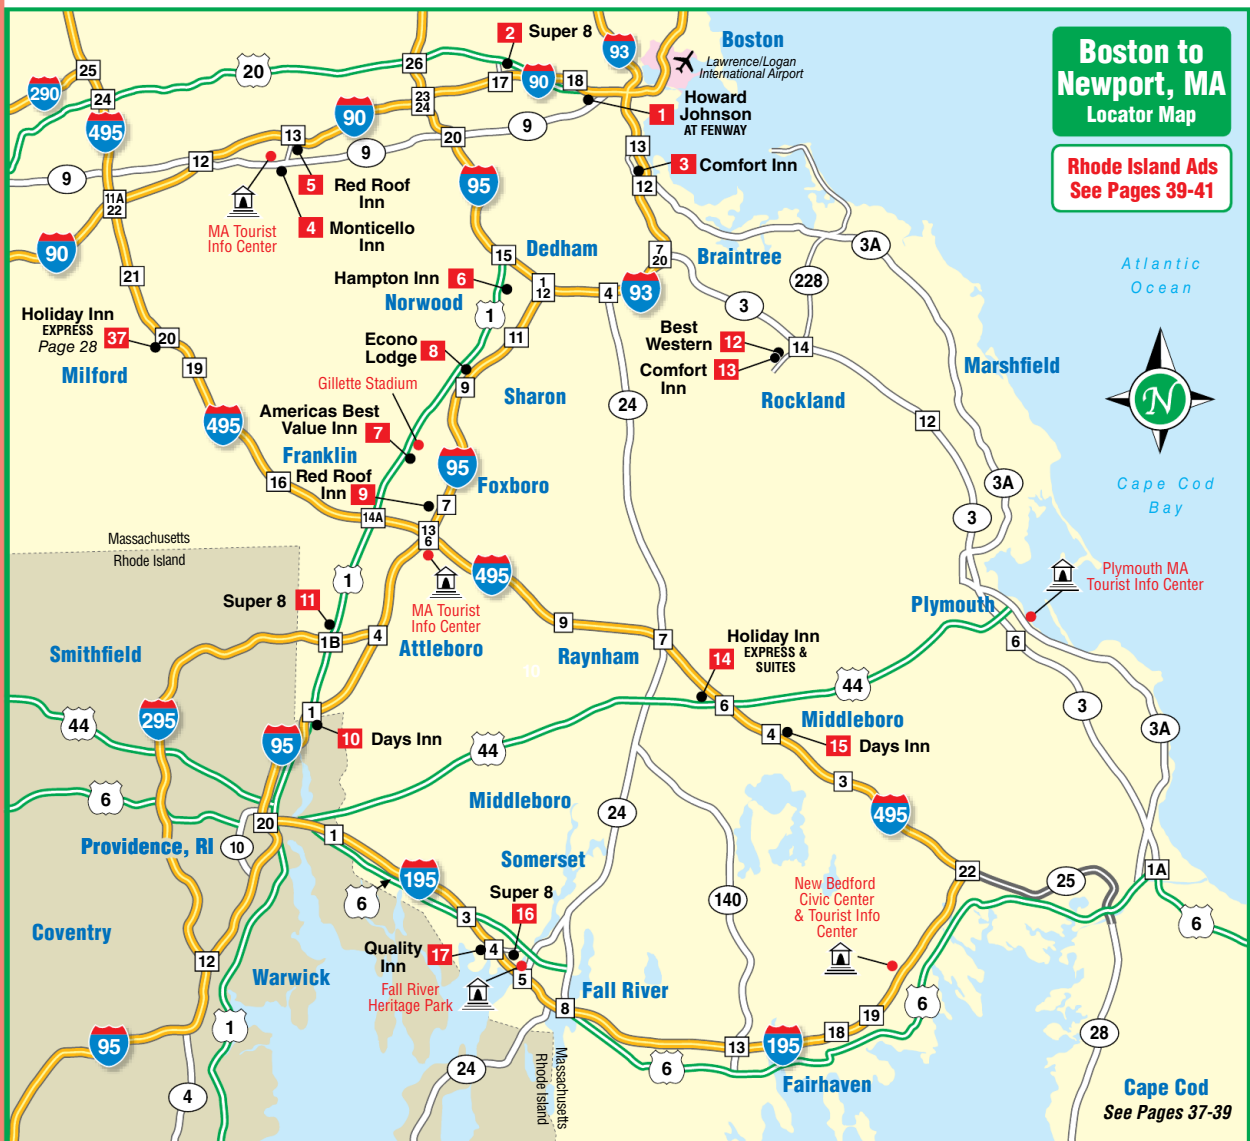 Boston to
Newport, MA
Locator Map
Rhode Island Ads
See Pages 39-41
2 Super 8
93
Boston
Lawrence/Logan
International Airport
25
20
26
17
90
18
290
24
23
24
90
495
1
Howard
Johnson
AT FENWAY
13
9
20
12
9
13
3 Comfort Inn
9
5 Red Roof
Inn
95
12
11A
22
MA Tourist
Info Center
4 Monticello
Inn
90
15
Dedham
7
20
Braintree
3A
Atlantic
Ocean
21
Hampton Inn 6
Norwood
1
12
4
93
228
3
1
Holiday Inn
EXPRESS
Page 28
37
20
11
Best
Western
12
14
Econo
Lodge
8
Milford
19
Comfort
Inn
13
Marshfield
Gillette Stadium
9
Sharon
Rockland
N
24
495
Americas Best
Value Inn
7
12
Franklin
95
Foxboro
16
Red Roof
Inn
9
7
3A
Cape Cod
Bay
14A
3
13
6
Massachusetts
Rhode Island
495
1
Plymouth MA
Tourist Info Center
Super 8
11
MA Tourist
Info Center
Plymouth
9
1B
4
Attleboro
7
6
Smithfield
Raynham
10
Holiday Inn
EXPRESS &
SUITES
14
44
1
6
3
295
44
95
10 Days Inn
4
Middleboro
15 Days Inn
3A
44
3
6
Middleboro
495
24
20
1
Providence, RI
10
Somerset
195
22
25
1A
6
Super 8
16
New Bedford
Civic Center
& Tourist Info
Center
140
3
6
Coventry
Quality
Inn
17
4
12
Warwick
5
Fall River
Heritage Park
Fall River
8
6
1
19
18
28
95
13
195
24
6
Rhode Island
Massachusetts
Fairhaven
4
Cape Cod
See Pages 37-39